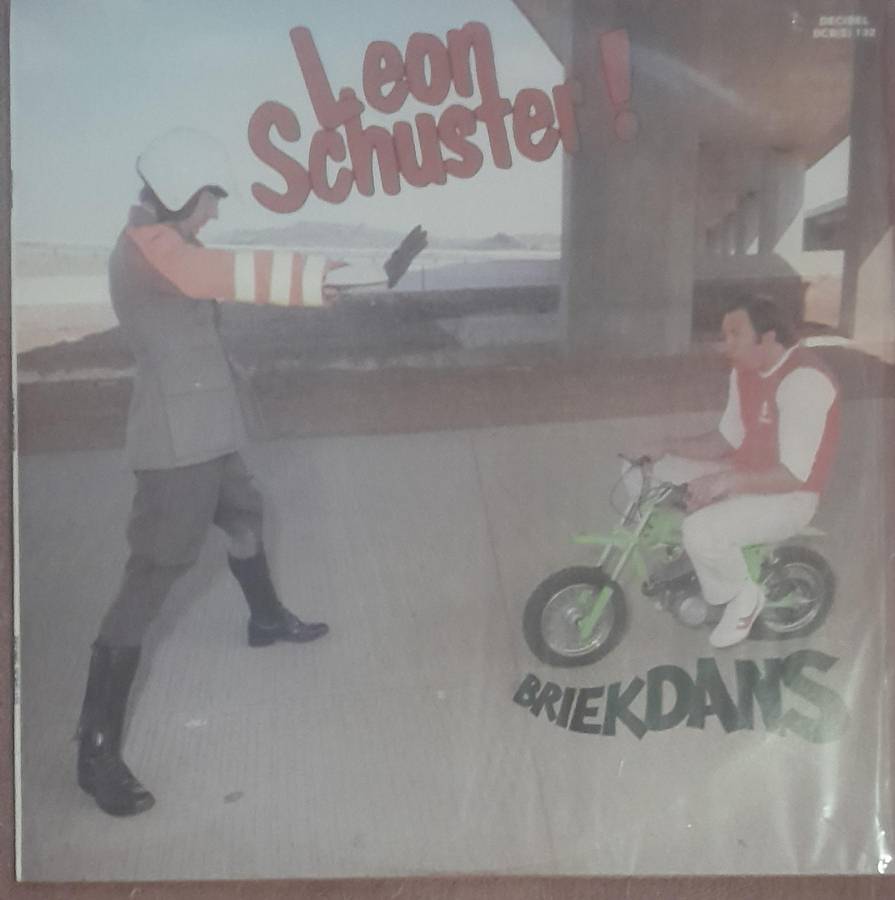 DECIBEL
DCB(S) 132
Leon
Schuster!
BRIEKDANS